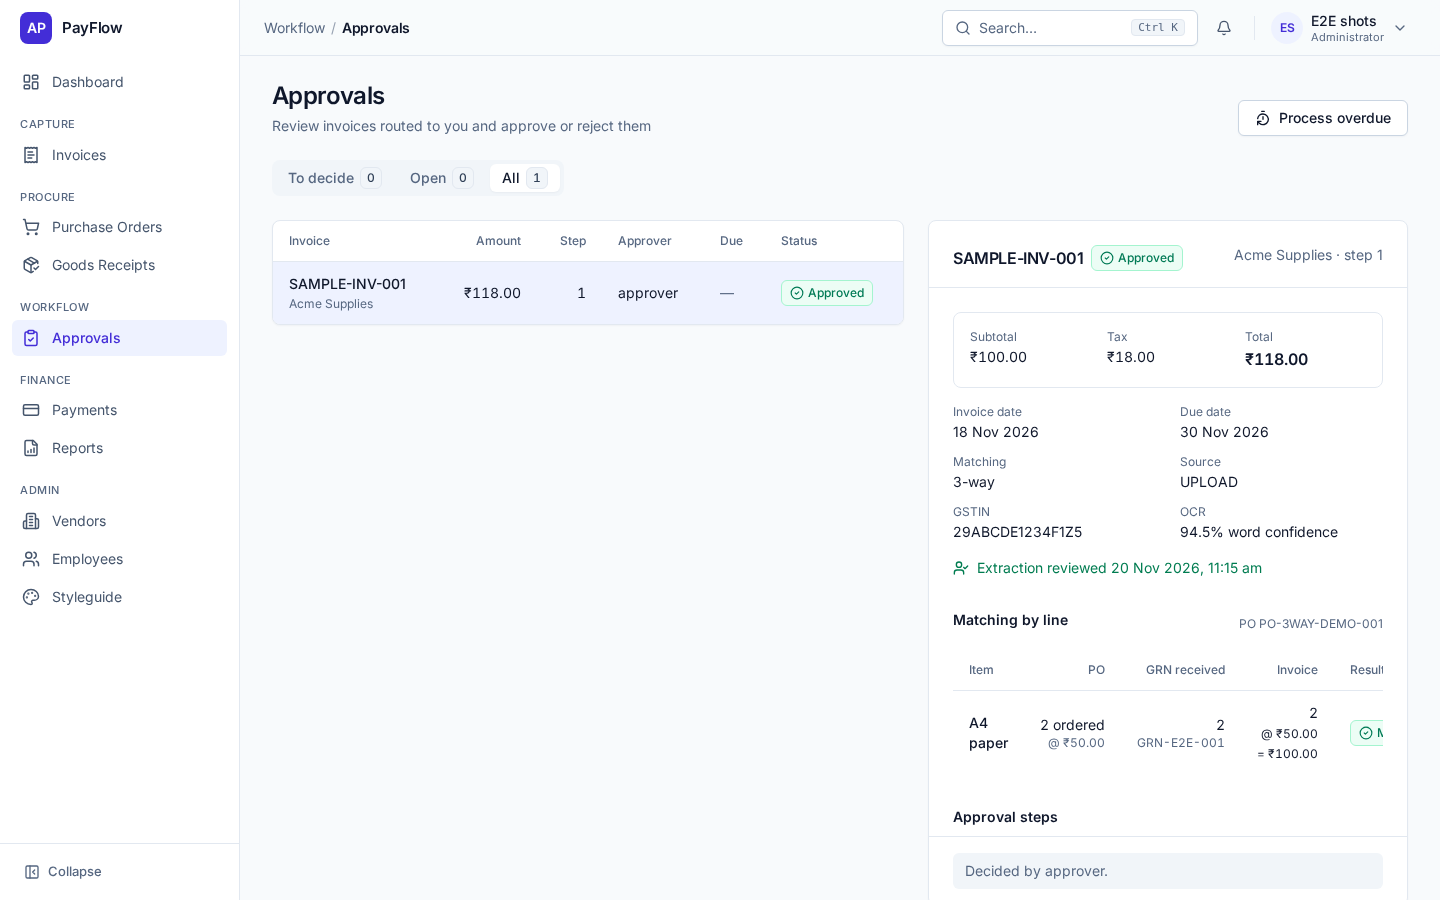 AP PayFlow
Dashboard
CAPTURE
Invoices
PROCURE
Purchase Orders
Goods Receipts
WORKFLOW
Approvals
FINANCE
Payments
Reports
ADMIN
Vendors
Employees
Styleguide
Collapse
Workflow / Approvals
Search... Ctrl K
ES E2E shots
Administrator
Approvals
Review invoices routed to you and approve or reject them
Process overdue
To decide 0 Open 0 All 1
Invoice Amount Step Approver Due Status
SAMPLE-INV-001 ₹118.00 1 approver — Approved
Acme Supplies
SAMPLE-INV-001 Approved Acme Supplies · step 1
Subtotal Tax Total
₹100.00 ₹18.00 ₹118.00
Invoice date Due date
18 Nov 2026 30 Nov 2026
Matching Source
3-way UPLOAD
GSTIN OCR
29ABCDE1234F1Z5 94.5% word confidence
Extraction reviewed 20 Nov 2026, 11:15 am
Matching by line PO PO-3WAY-DEMO-001
Item PO GRN received Invoice Result
A4 paper 2 ordered @ ₹50.00 2 GRN-E2E-001 2 @ ₹50.00 = ₹100.00
Approval steps
Decided by approver.